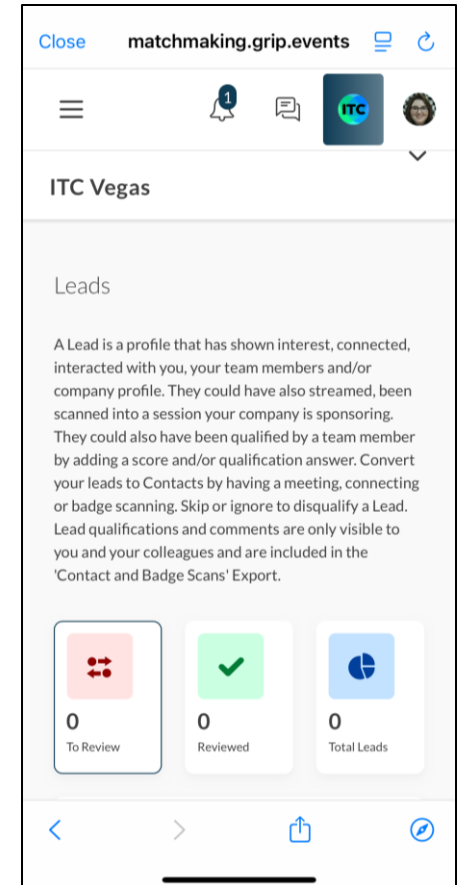 Close matchmaking.grip.events
1
ITC
ITC Vegas
Leads
A Lead is a profile that has shown interest, connected,
interacted with you, your team members and/or
company profile. They could have also streamed, been
scanned into a session your company is sponsoring.
They could also have been qualified by a team member
by adding a score and/or qualification answer. Convert
your leads to Contacts by having a meeting, connecting
or badge scanning. Skip or ignore to disqualify a Lead.
Lead qualifications and comments are only visible to
you and your colleagues and are included in the
'Contact and Badge Scans' Export.
0 0 0
To Review Reviewed Total Leads